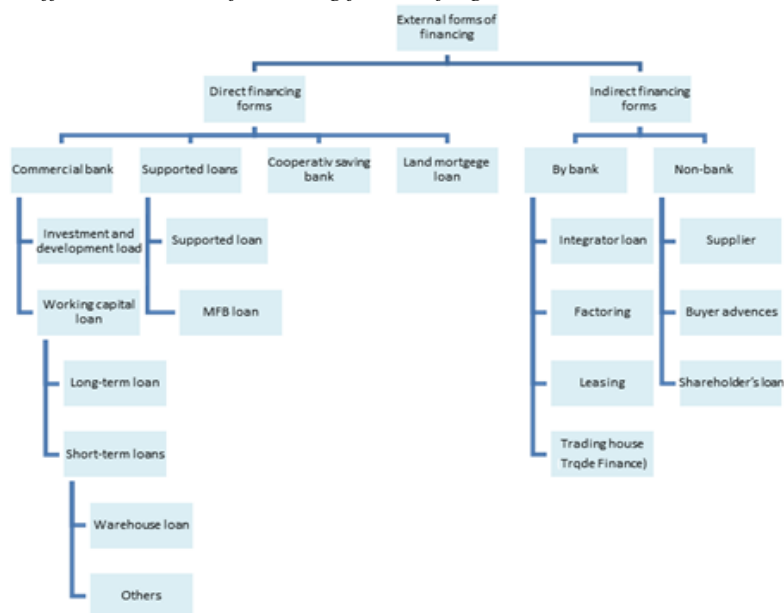 External forms of
financing
Direct financing
forms
Indirect financing
forms
Commercial bank
Supported loans
Cooperativ saving
bank
Land mortgege
loan
By bank
Non-bank
Investment and
development load
Supported loan
Integrator loan
Supplier
Working capital
loan
MFB loan
Factoring
Buyer advences
Long-term loan
Leasing
Shareholder's loan
Short-term loans
Trading house
Trqde Finance)
Warehouse loan
Others